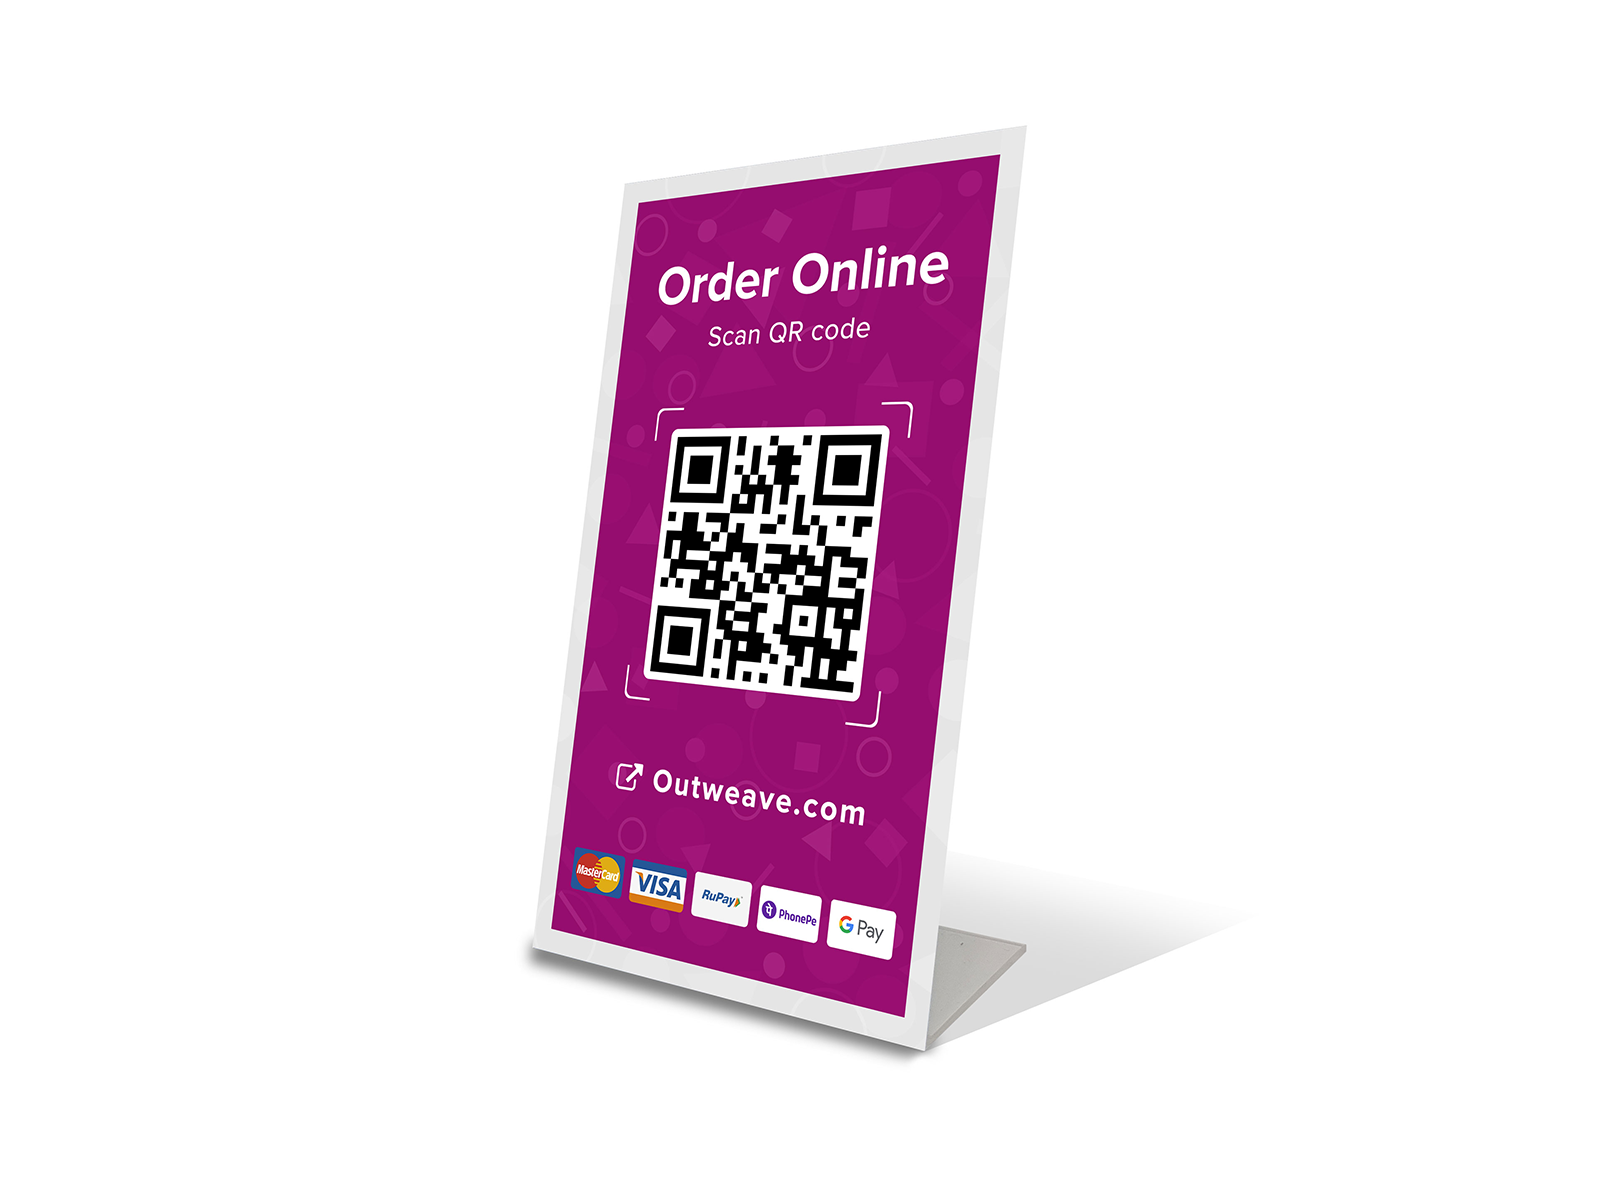 Order Online
Scan QR code
Outweave.com
MasterCard
VISA
RuPay
PhonePe
G Pay